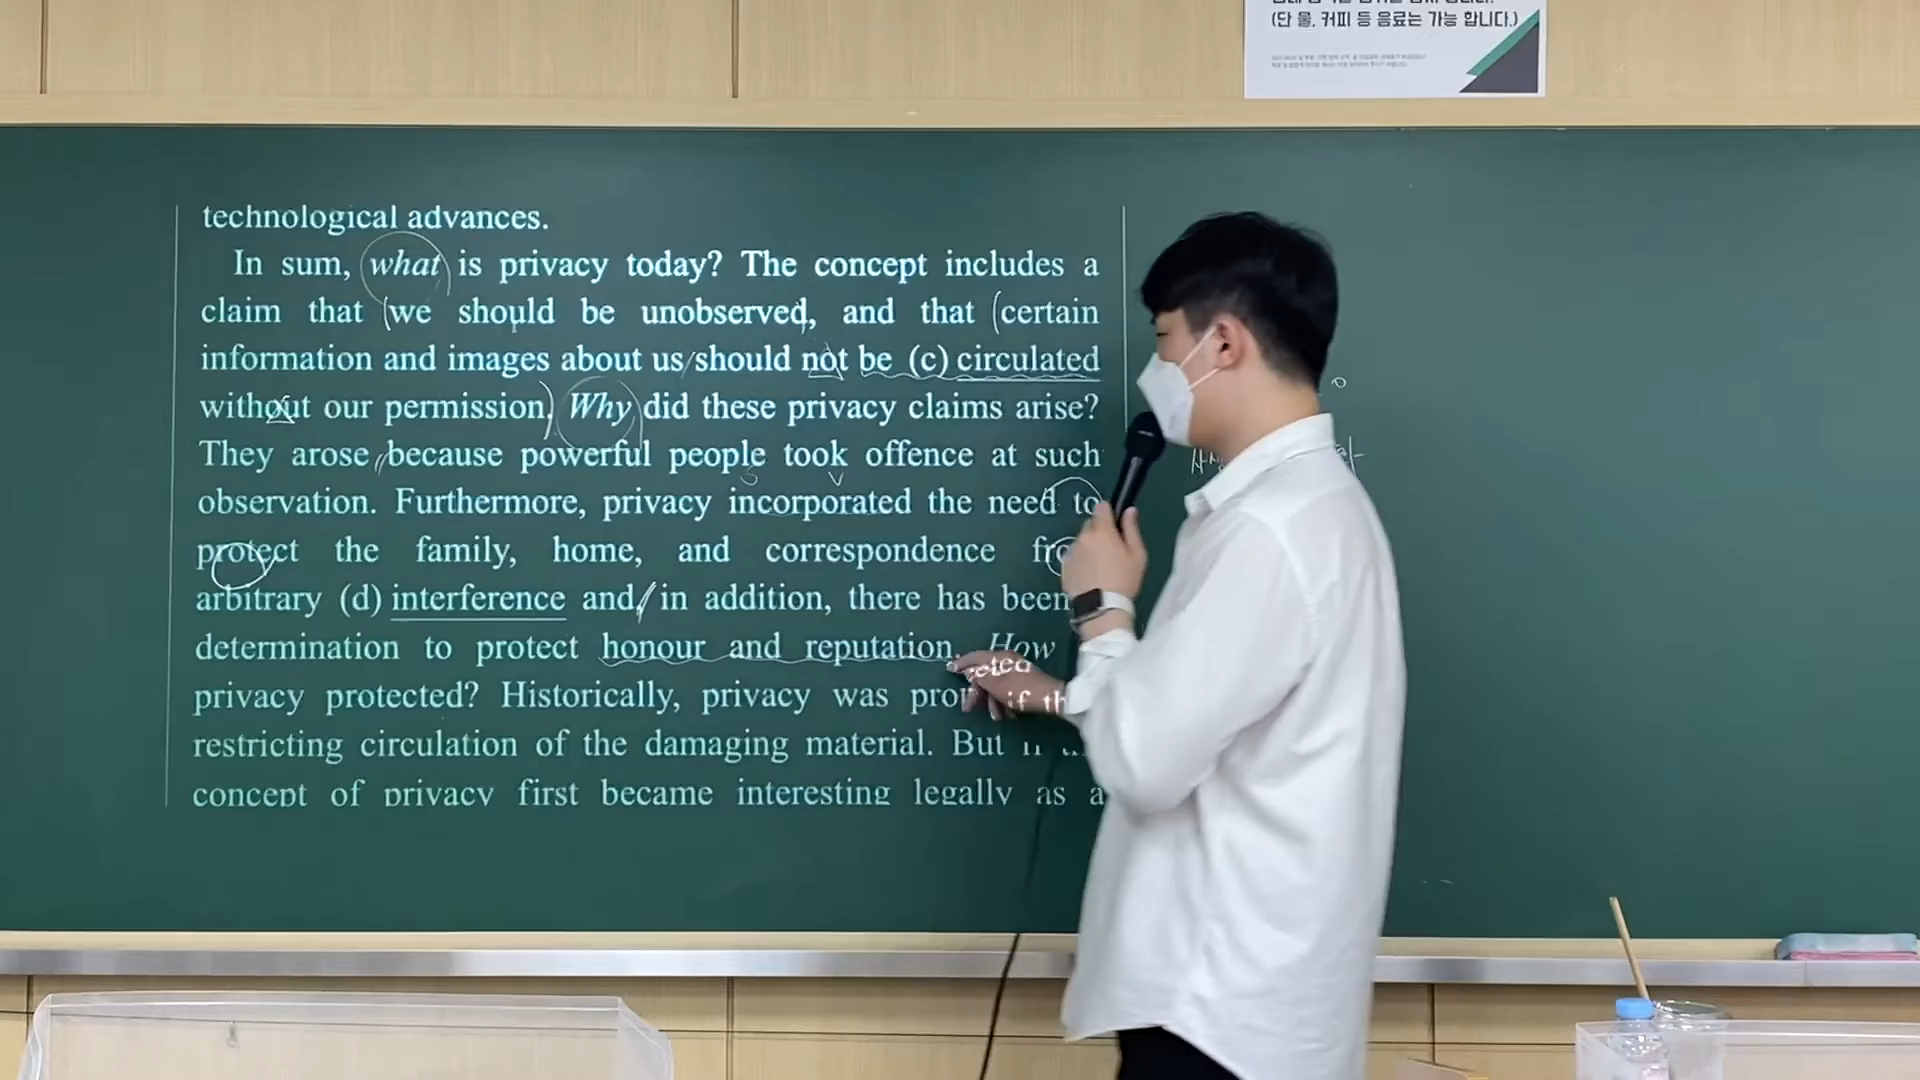 (단 물, 커피 등 음료는 가능 합니다.)
technological advances.
In sum, what is privacy today? The concept includes a
claim that we should be unobserved, and that certain
information and images about us should not be (c) circulated
without our permission. Why did these privacy claims arise?
They arose because powerful people took offence at such
observation. Furthermore, privacy incorporated the need to
protect the family, home, and correspondence
arbitrary (d) interference and, in addition, there has been
determination to protect honour and reputation. How
privacy protected? Historically, privacy was
restricting circulation of the damaging material. But
concept of privacy first became interesting legally as a